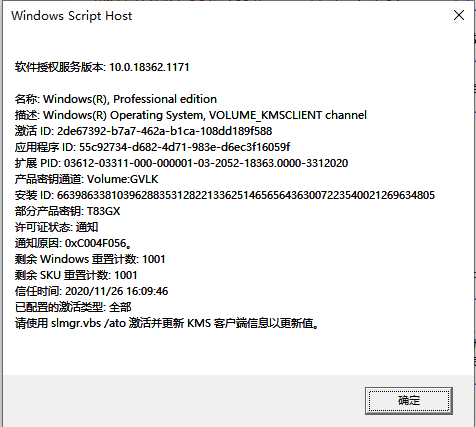 Windows Script Host
软件授权服务版本: 10.0.18362.1171
名称: Windows(R), Professional edition
描述: Windows(R) Operating System, VOLUME_KMSCLIENT channel
激活 ID: 2de67392-b7a7-462a-b1ca-108dd189f588
应用程序 ID: 55c92734-d682-4d71-983e-d6ec3f16059f
扩展 PID: 03612-03311-000-000001-03-2052-18363.0000-3312020
产品密钥通道: Volume:GVLK
安装 ID: 663986338103962883531282213362514656564363007223540021269634805
部分产品密钥: T83GX
许可证状态: 通知
通知原因: 0xC004F056。
剩余 Windows 重置计数: 1001
剩余 SKU 重置计数: 1001
信任时间: 2020/11/26 16:09:46
已配置的激活类型: 全部
请使用 slmgr.vbs /ato 激活并更新 KMS 客户端信息以更新值。
确定